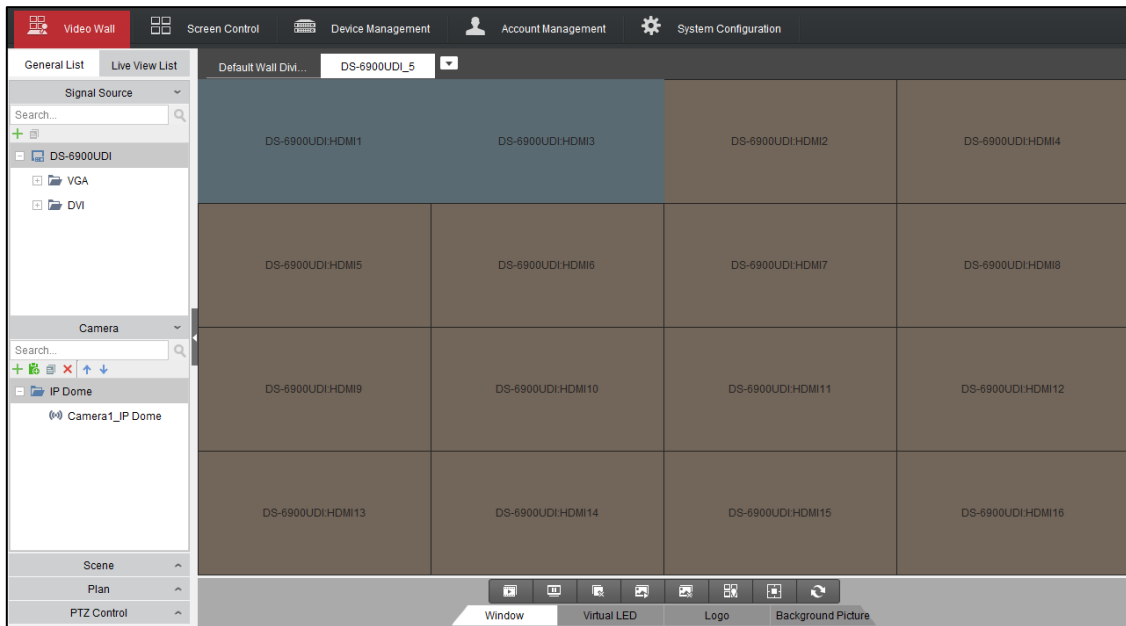 Video Wall Screen Control Device Management Account Management System Configuration
General List Live View List Default Wall Divi... DS-6900UDI_5
Signal Source
Search...
DS-6900UDI
VGA
DVI
Camera
Search...
IP Dome
Camera1_IP Dome
Scene
Plan
PTZ Control
DS-6900UDI:HDMI1 DS-6900UDI:HDMI3 DS-6900UDI:HDMI2 DS-6900UDI:HDMI4
DS-6900UDI:HDMI5 DS-6900UDI:HDMI6 DS-6900UDI:HDMI7 DS-6900UDI:HDMI8
DS-6900UDI:HDMI9 DS-6900UDI:HDMI10 DS-6900UDI:HDMI11 DS-6900UDI:HDMI12
DS-6900UDI:HDMI13 DS-6900UDI:HDMI14 DS-6900UDI:HDMI15 DS-6900UDI:HDMI16
Window Virtual LED Logo Background Picture